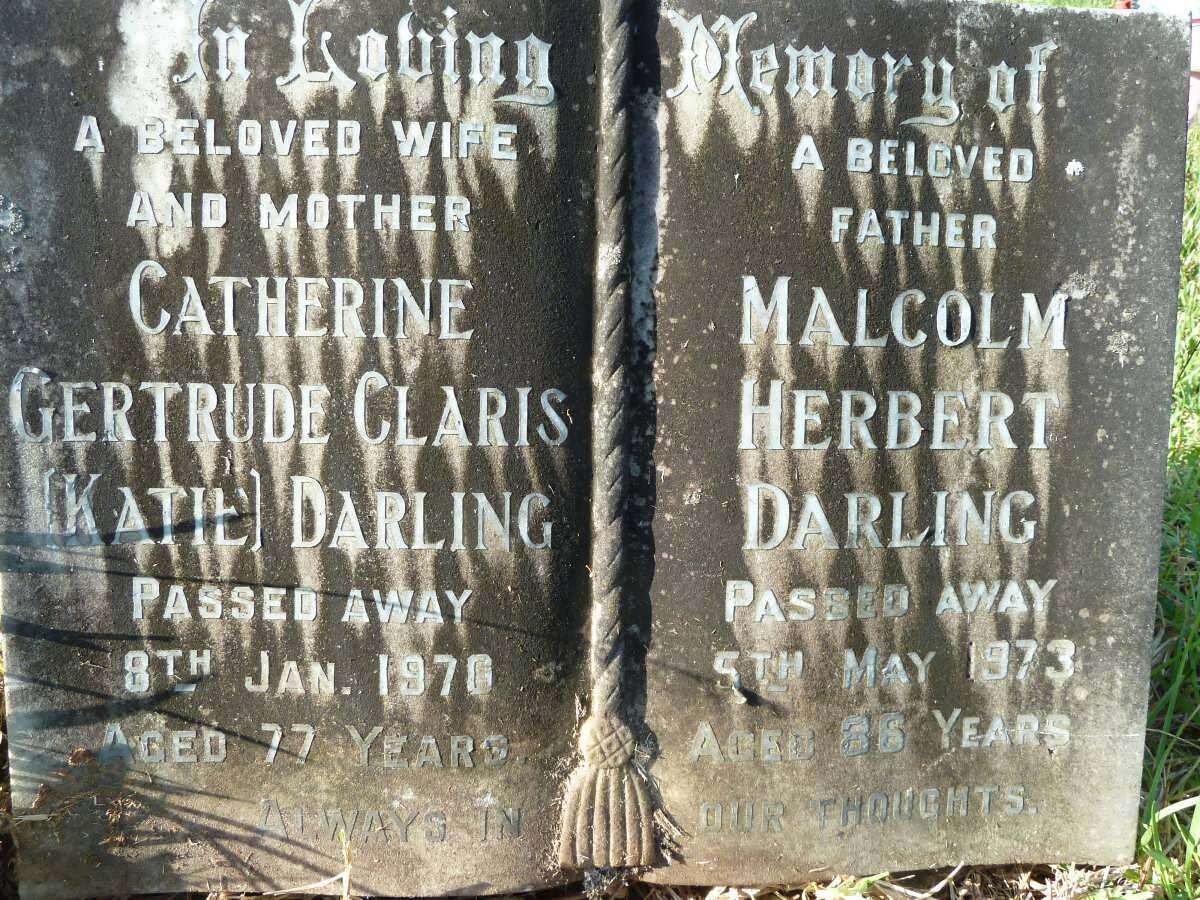 In Loving
A BELOVED WIFE
AND MOTHER
CATHERINE
GERTRUDE CLARIS
(KATIE) DARLING
PASSED AWAY
8TH JAN. 1970
AGED 77 YEARS.
ALWAYS IN
Memory of
A BELOVED
FATHER
MALCOLM
HERBERT
DARLING
PASSED AWAY
5TH MAY 1973
AGED 86 YEARS
OUR THOUGHTS.